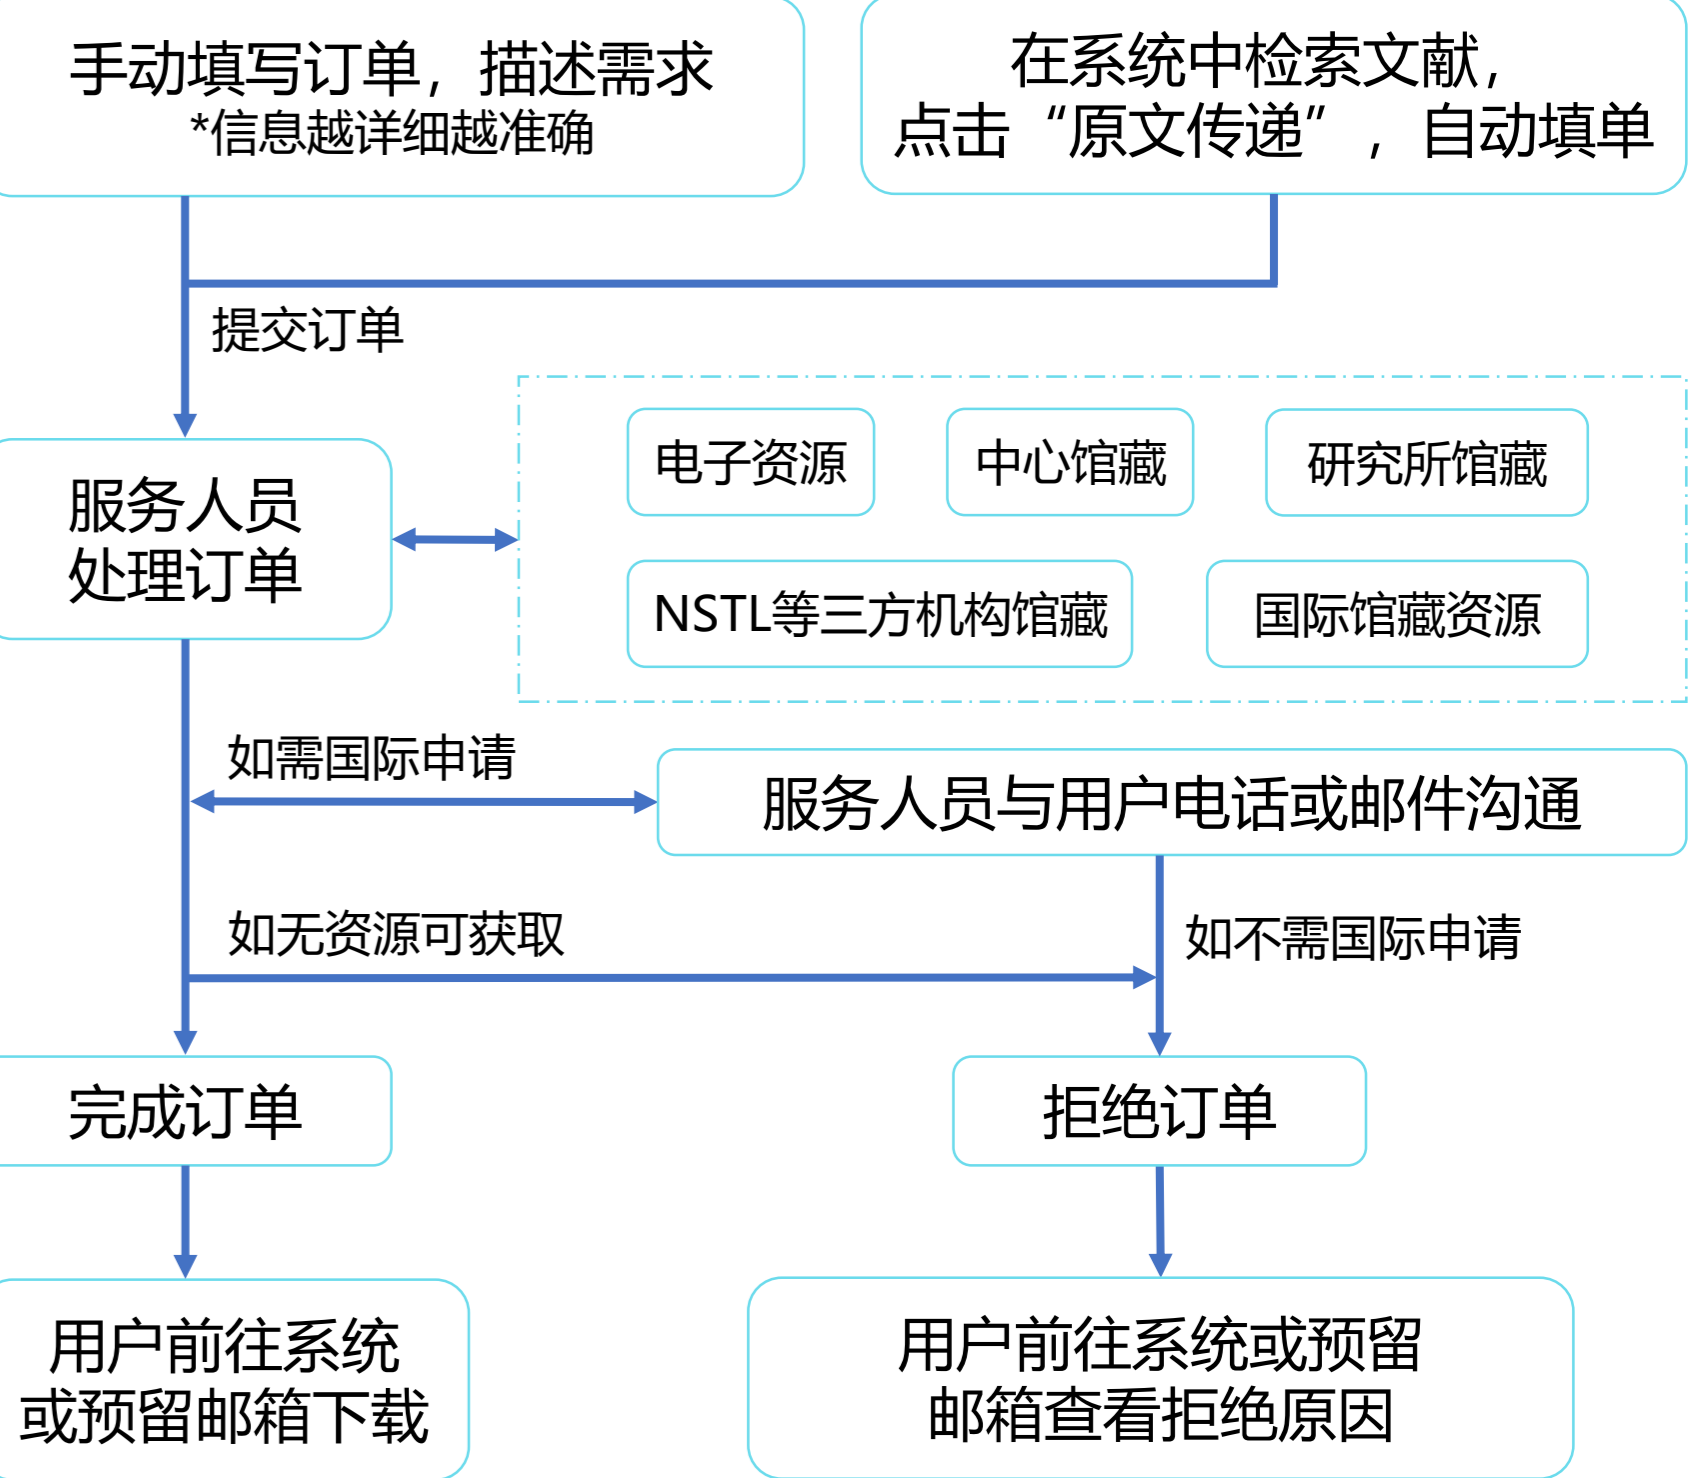 手动填写订单，描述需求
*信息越详细越准确
在系统中检索文献，
点击“原文传递”，自动填单
提交订单
服务人员
处理订单
电子资源
中心馆藏
研究所馆藏
NSTL等三方机构馆藏
国际馆藏资源
如需国际申请
服务人员与用户电话或邮件沟通
如无资源可获取
如不需国际申请
完成订单
拒绝订单
用户前往系统
或预留邮箱下载
用户前往系统或预留
邮箱查看拒绝原因